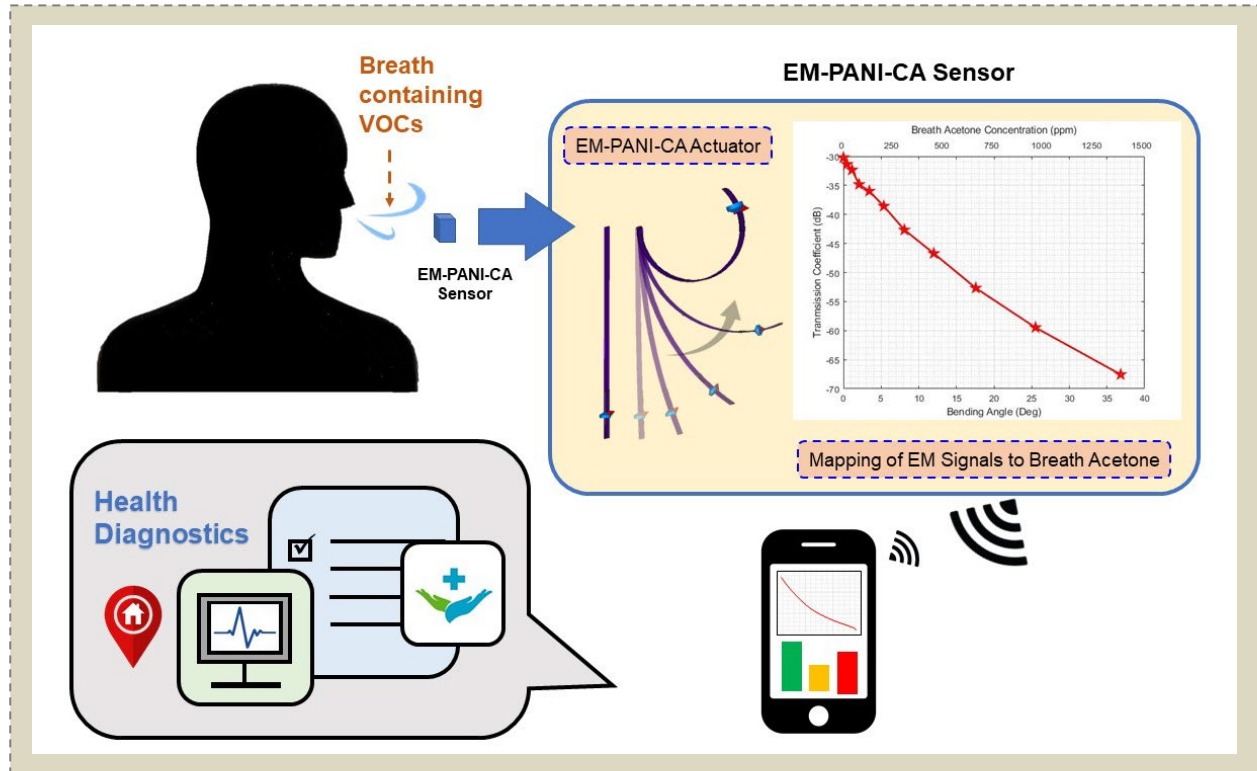 Breath
containing
VOCs
EM-PANI-CA
Sensor
EM-PANI-CA Sensor
EM-PANI-CA Actuator
Breath Acetone Concentration (ppm)
0 250 500 750 1000 1250 1500
Tranmsission Coefficient (dB)
-30
-35
-40
-45
-50
-55
-60
-65
-70
0 5 10 15 20 25 30 35 40
Bending Angle (Deg)
Mapping of EM Signals to Breath Acetone
Health
Diagnostics